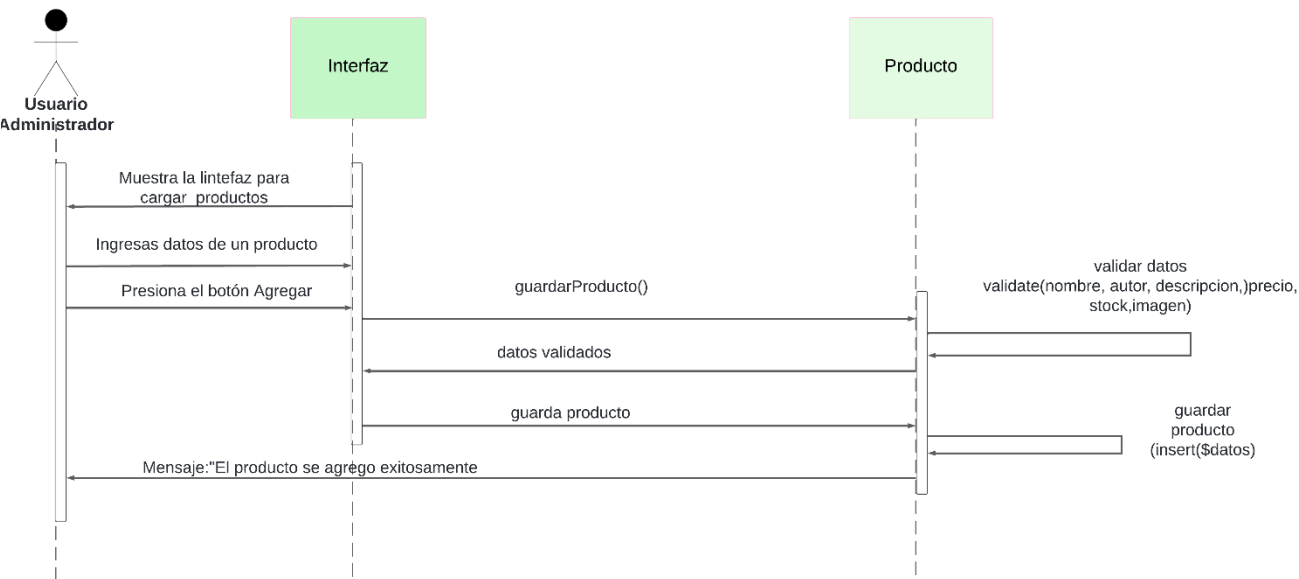 Usuario
Administrador
Interfaz
Producto
Muestra la lintefaz para
cargar  productos
Ingresas datos de un producto
Presiona el botón Agregar
guardarProducto()
validar datos
validate(nombre, autor, descripcion,)precio,
stock,imagen)
datos validados
guarda producto
guardar
producto
(insert($datos)
Mensaje:"El producto se agrego exitosamente